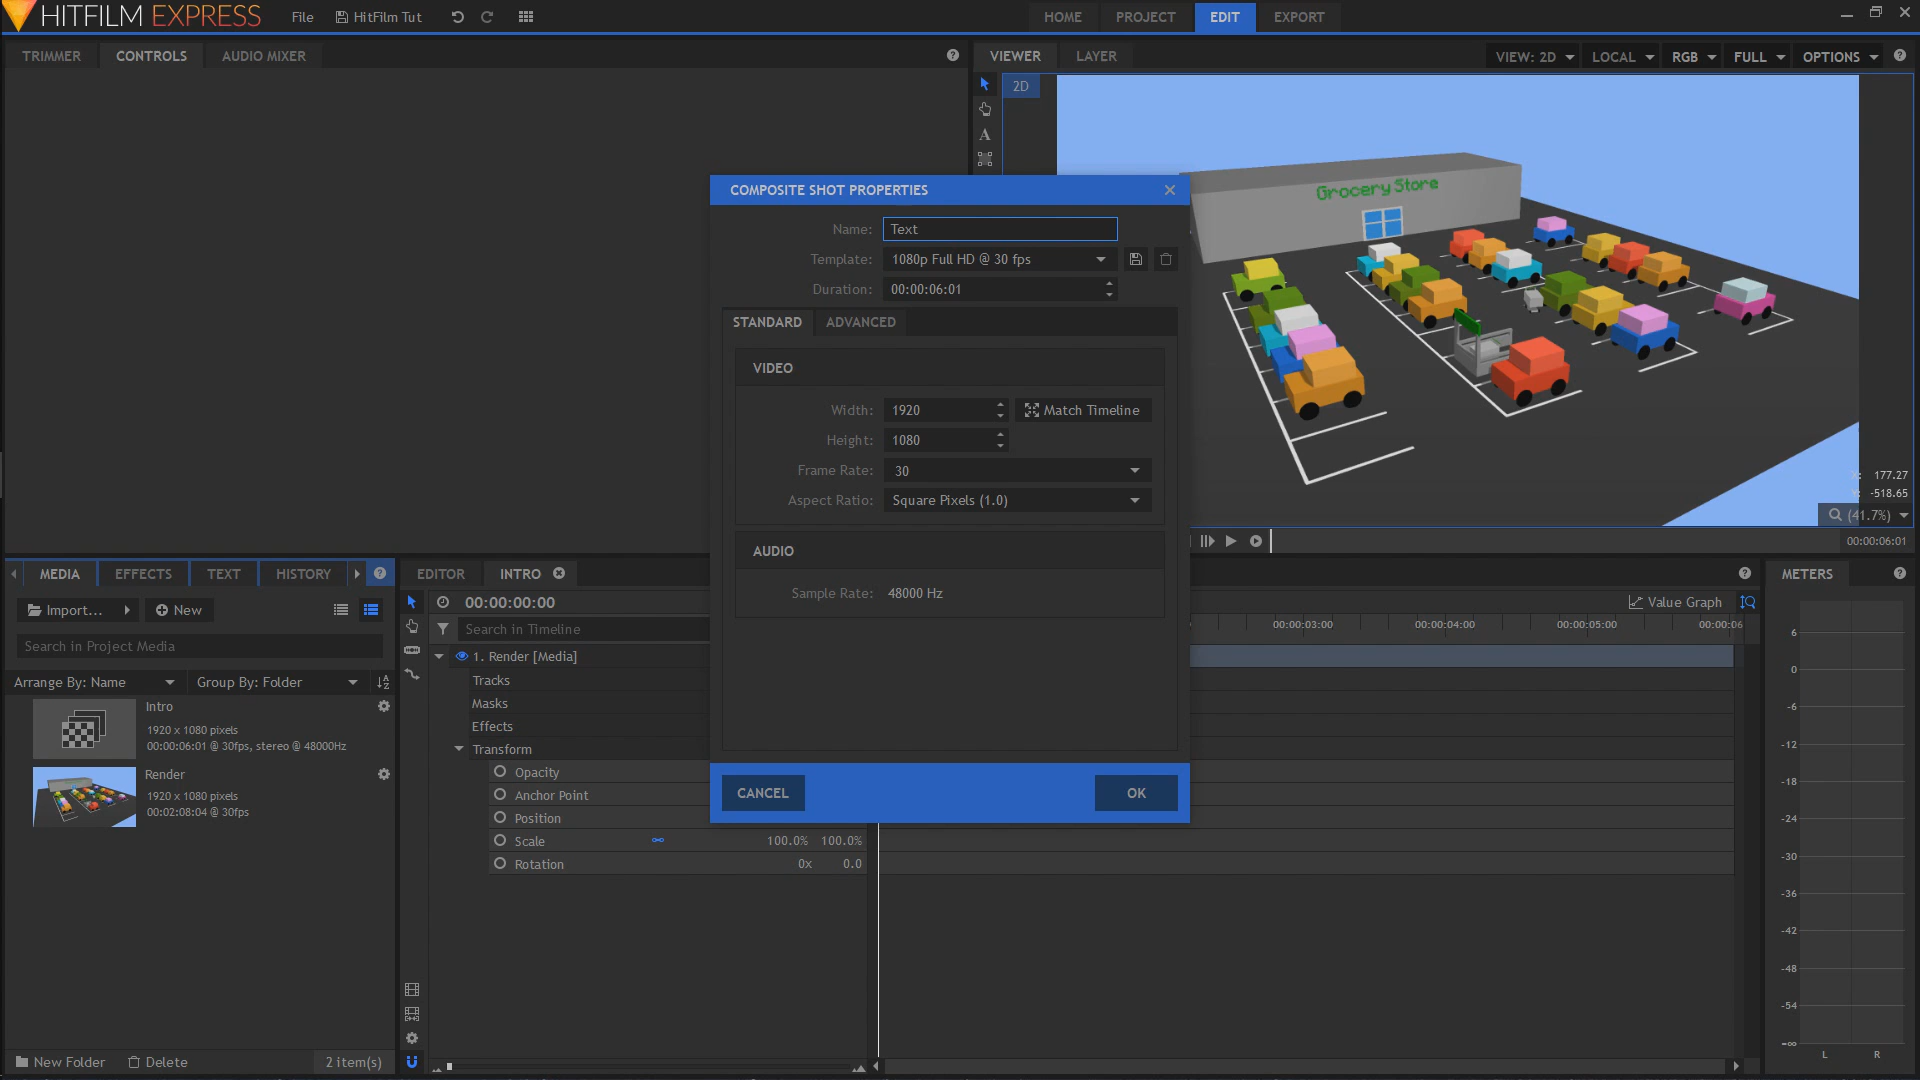 HITFILM EXPRESS
File
HitFilm Tut
HOME
PROJECT
EDIT
EXPORT
TRIMMER
CONTROLS
AUDIO MIXER
VIEWER
LAYER
VIEW: 2D
LOCAL
RGB
FULL
OPTIONS
2D
Grocery Store
177.27
-518.65
(41.7%)
00:00:06:01
COMPOSITE SHOT PROPERTIES
Name: Text
Template: 1080p Full HD @ 30 fps
Duration: 00:00:06:01
STANDARD
ADVANCED
VIDEO
Width: 1920
Match Timeline
Height: 1080
Frame Rate: 30
Aspect Ratio: Square Pixels (1.0)
AUDIO
Sample Rate: 48000 Hz
CANCEL
OK
MEDIA
EFFECTS
TEXT
HISTORY
Import...
New
Search in Project Media
Arrange By: Name
Group By: Folder
Intro
1920 x 1080 pixels
00:00:06:01 @ 30fps, stereo @ 48000Hz
Render
1920 x 1080 pixels
00:02:08:04 @ 30fps
New Folder
Delete
2 item(s)
EDITOR
INTRO
00:00:00:00
Search in Timeline
Value Graph
00:00:03:00
00:00:04:00
00:00:05:00
00:00:06
1. Render [Media]
Tracks
Masks
Effects
Transform
Opacity
Anchor Point
Position
Scale 100.0% 100.0%
Rotation 0x 0.0
METERS
6
0
-6
-12
-18
-24
-30
-36
-42
-48
-54
-∞
L R